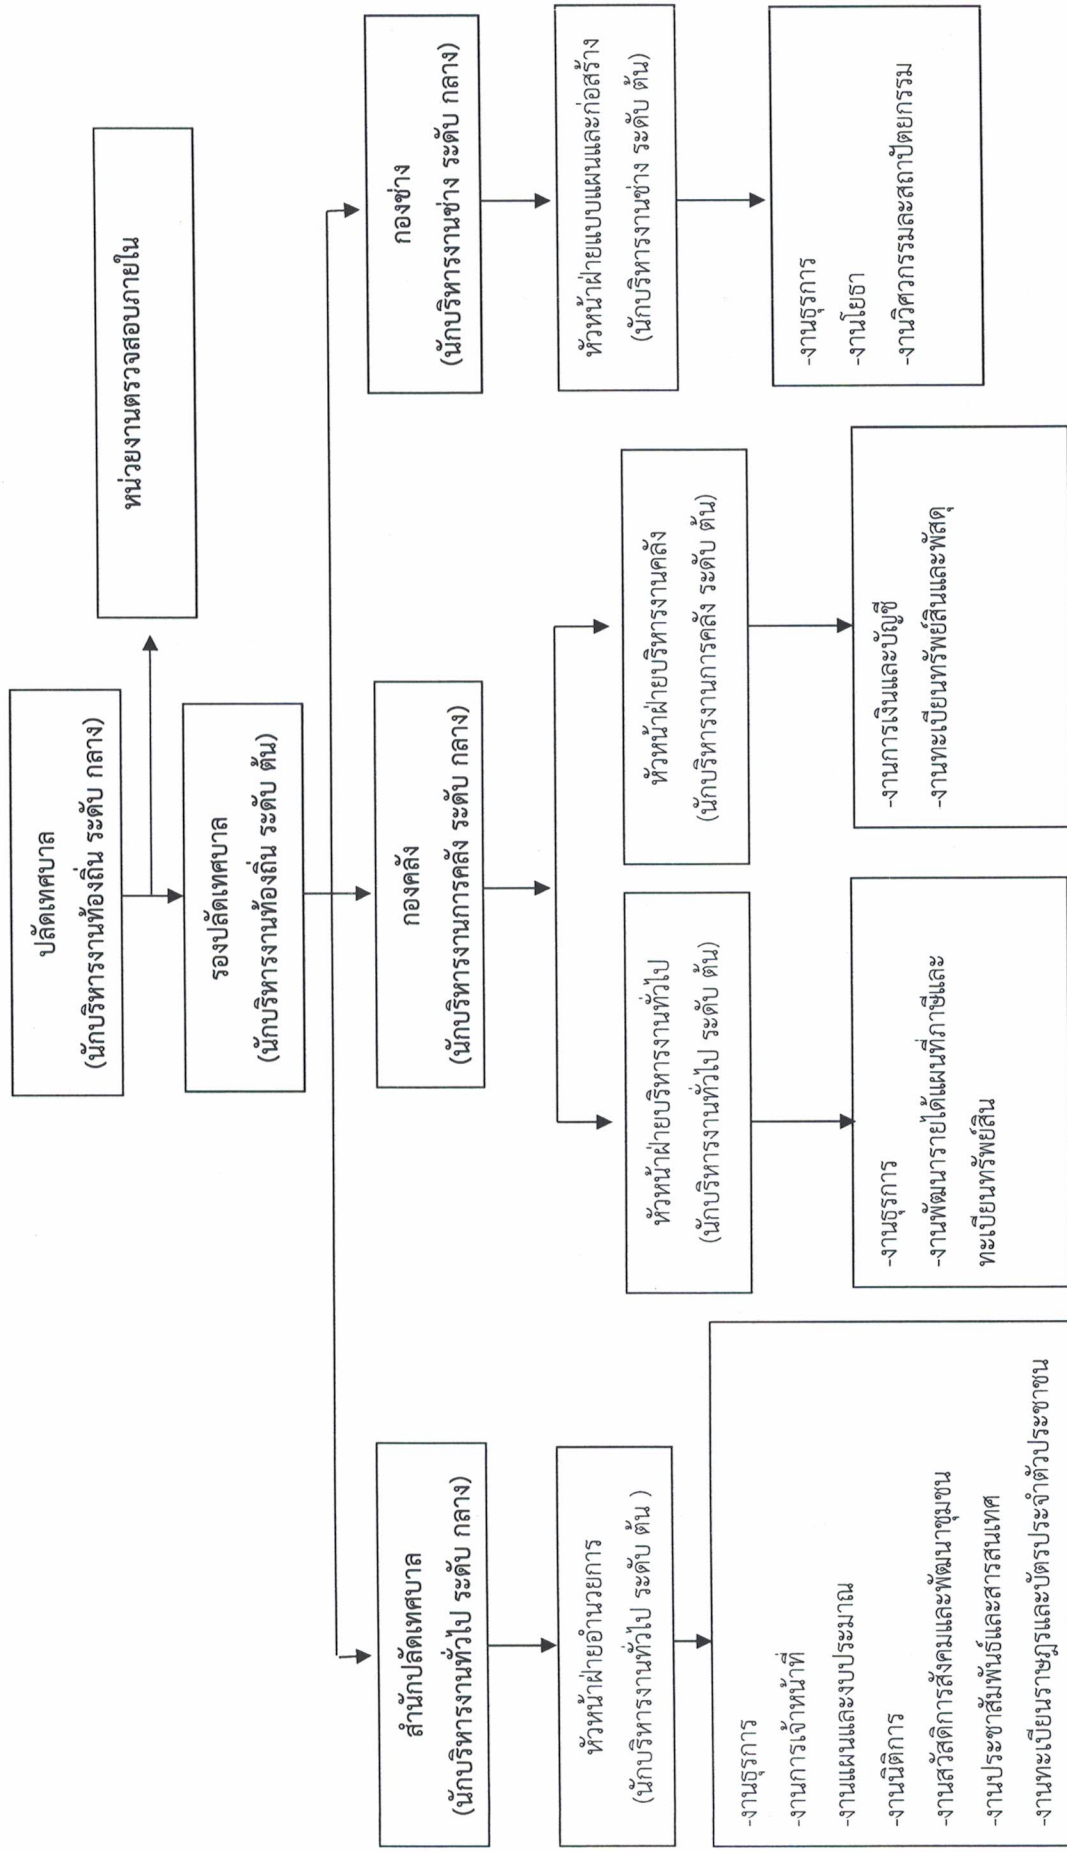 ปลัดเทศบาล
(นักบริหารงานท้องถิ่น ระดับ กลาง)
หน่วยงานตรวจสอบภายใน
รองปลัดเทศบาล
(นักบริหารงานท้องถิ่น ระดับ ต้น)
สำนักปลัดเทศบาล
(นักบริหารงานทั่วไป ระดับ กลาง)
กองคลัง
(นักบริหารงานการคลัง ระดับ กลาง)
กองช่าง
(นักบริหารงานช่าง ระดับ กลาง)
หัวหน้าฝ่ายอำนวยการ
(นักบริหารงานทั่วไป ระดับ ต้น )
หัวหน้าฝ่ายบริหารงานทั่วไป
(นักบริหารงานทั่วไป ระดับ ต้น)
หัวหน้าฝ่ายบริหารงานคลัง
(นักบริหารงานการคลัง ระดับ ต้น)
หัวหน้าฝ่ายแบบแผนและก่อสร้าง
(นักบริหารงานช่าง ระดับ ต้น)
-งานธุรการ
-งานการเจ้าหน้าที่
-งานแผนและงบประมาณ
-งานนิติการ
-งานสวัสดิการสังคมและพัฒนาชุมชน
-งานประชาสัมพันธ์และสารสนเทศ
-งานทะเบียนราษฎรและบัตรประจำตัวประชาชน
-งานธุรการ
-งานพัฒนารายได้แผนที่ภาษีและ
ทะเบียนทรัพย์สิน
-งานการเงินและบัญชี
-งานทะเบียนทรัพย์สินและพัสดุ
-งานธุรการ
-งานโยธา
-งานวิศวกรรมละสถาปัตยกรรม